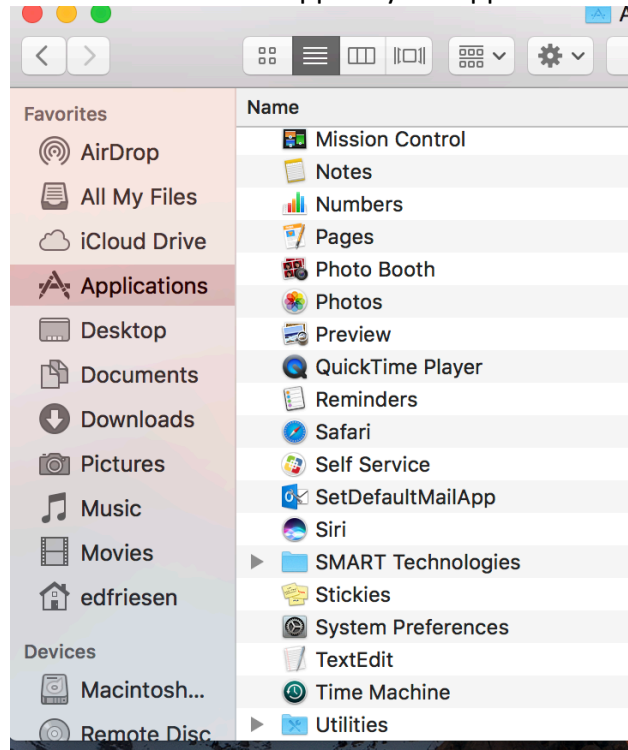 A
Favorites
AirDrop
All My Files
iCloud Drive
Applications
Desktop
Documents
Downloads
Pictures
Music
Movies
edfriesen
Devices
Macintosh...
Remote Disc
Name
Mission Control
Notes
Numbers
Pages
Photo Booth
Photos
Preview
QuickTime Player
Reminders
Safari
Self Service
SetDefaultMailApp
Siri
SMART Technologies
Stickies
System Preferences
TextEdit
Time Machine
Utilities